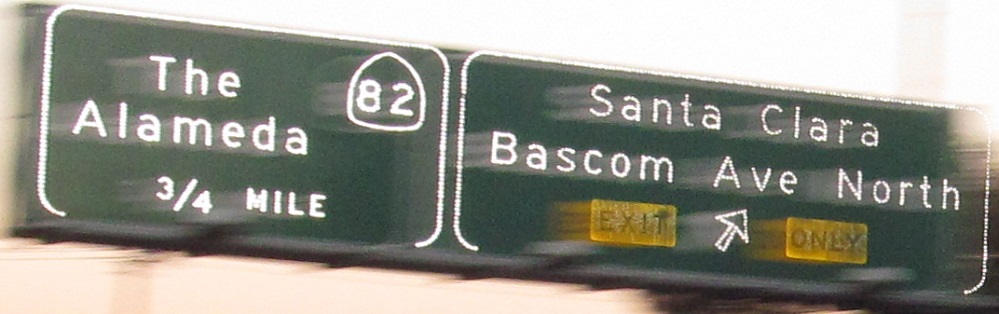 The
Alameda
82
3/4 MILE
Santa Clara
Bascom Ave North
EXIT ONLY